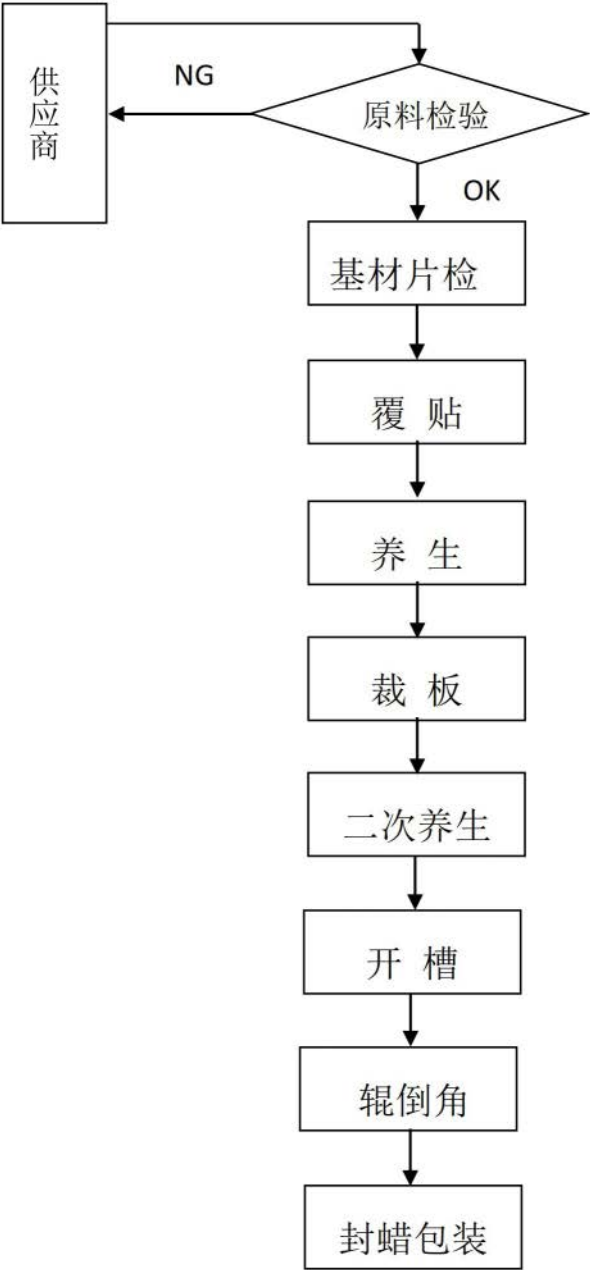 供应商
NG
原料检验
OK
基材片检
覆 贴
养 生
裁 板
二次养生
开 槽
辊倒角
封蜡包装